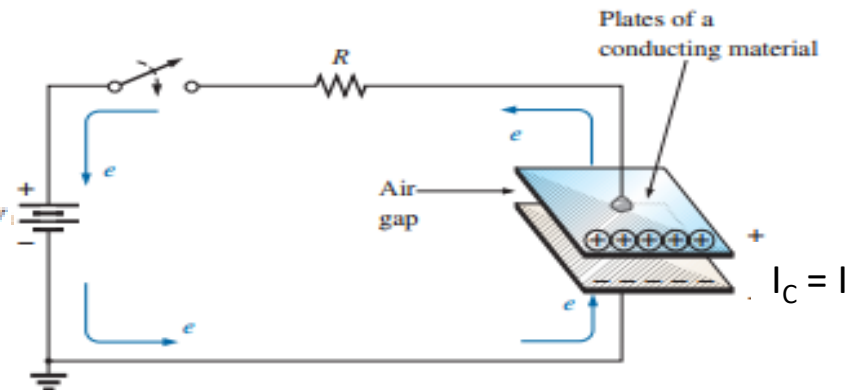 Plates of a
conducting material
R
e
e
Air
gap
+
−
+
-
I_C = I
+ + + + +
− − − − −
e
e